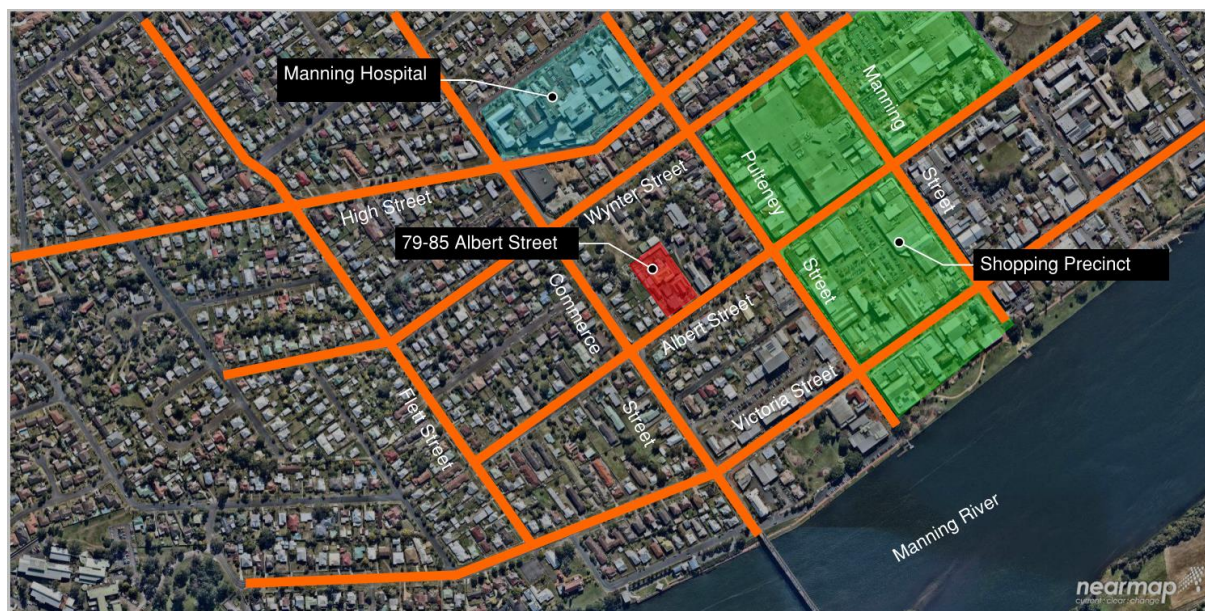 Manning Hospital
Manning
Street
Pulteney
Street
Wynter Street
High Street
79-85 Albert Street
Shopping Precinct
Commerce
Street
Albert Street
Victoria Street
Flett Street
Manning River
nearmap
current:clear:change